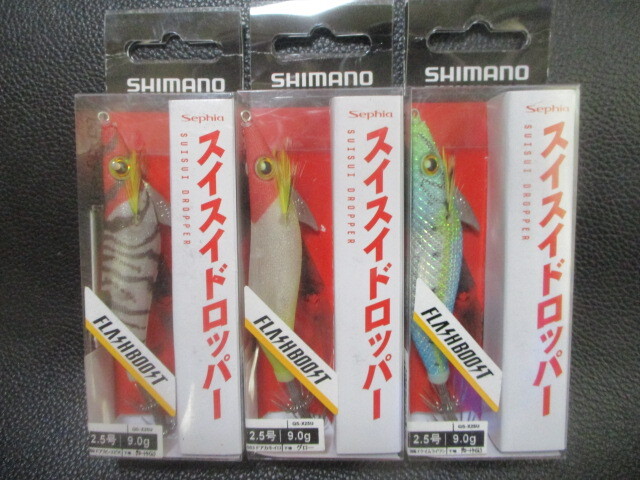 SHIMANO
Sephia
スイスイドロッパー
SUISUI DROPPER
FLASHBOOST
2.5号 9.0g
SHIMANO
Sephia
スイスイドロッパー
SUISUI DROPPER
FLASHBOOST
2.5号 9.0g
グロー
SHIMANO
Sephia
スイスイドロッパー
SUISUI DROPPER
FLASHBOOST
2.5号 9.0g